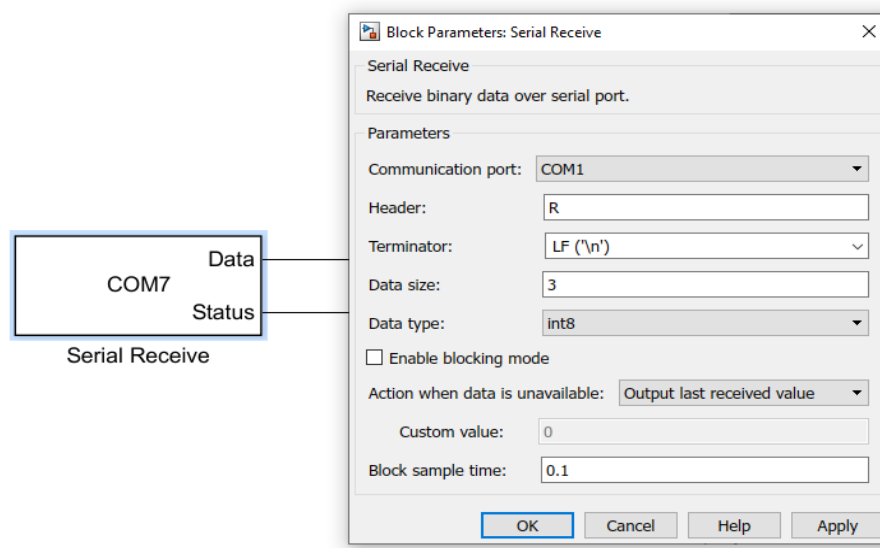 Data
COM7
Status
Serial Receive
Block Parameters: Serial Receive
Serial Receive
Receive binary data over serial port.
Parameters
Communication port: COM1
Header: R
Terminator: LF ('\n')
Data size: 3
Data type: int8
Enable blocking mode
Action when data is unavailable: Output last received value
Custom value: 0
Block sample time: 0.1
OK Cancel Help Apply